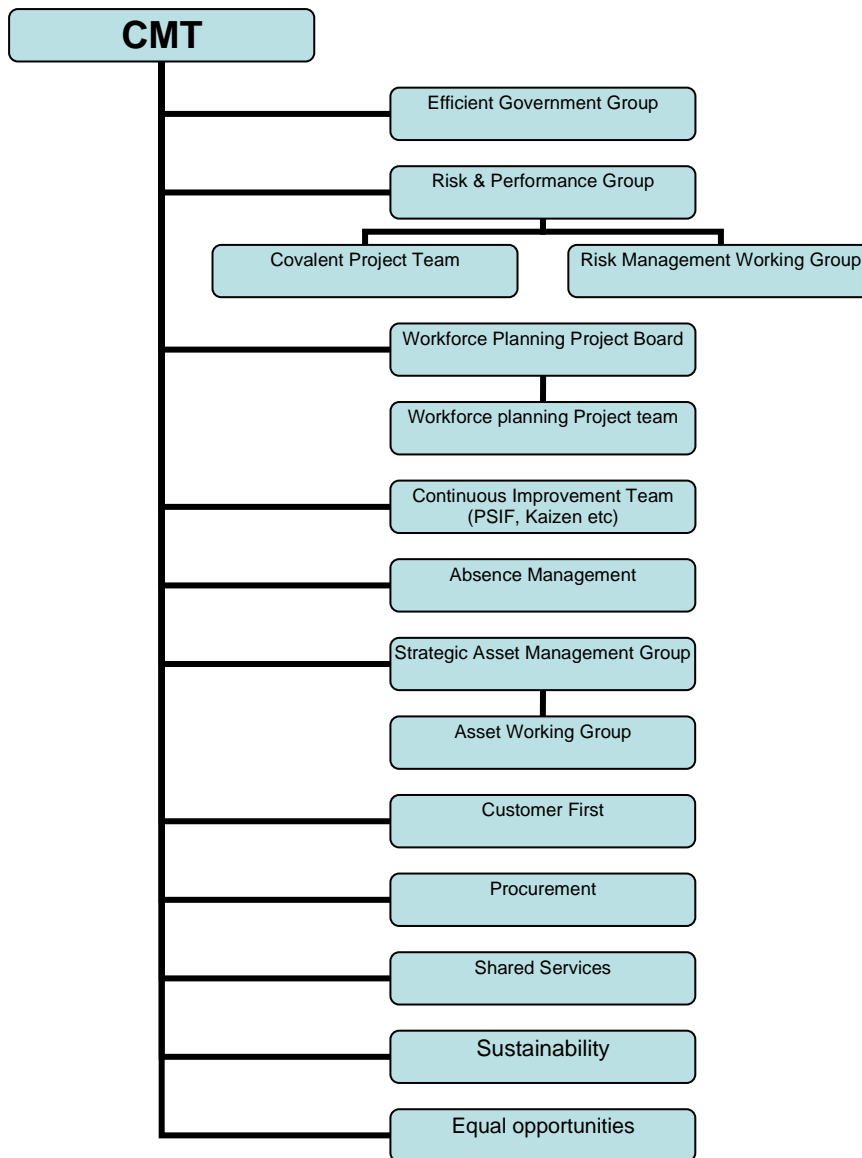 CMT
Efficient Government Group
Risk & Performance Group
Covalent Project Team
Risk Management Working Group
Workforce Planning Project Board
Workforce planning Project team
Continuous Improvement Team
(PSIF, Kaizen etc)
Absence Management
Strategic Asset Management Group
Asset Working Group
Customer First
Procurement
Shared Services
Sustainability
Equal opportunities